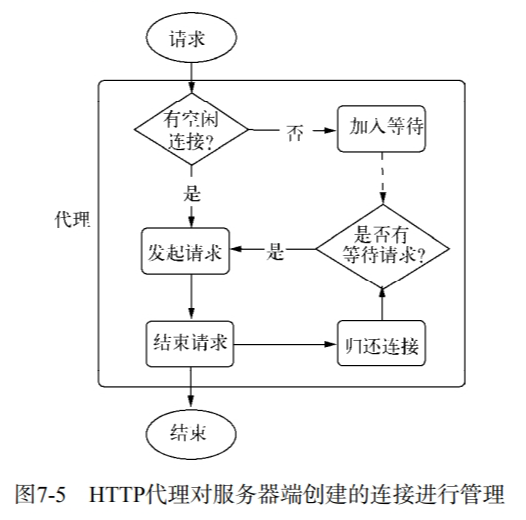 请求
有空闲
连接?
否
加入等待
是
代理
是否有
等待请求?
是
发起请求
结束请求
归还连接
结束
图7-5 HTTP代理对服务器端创建的连接进行管理